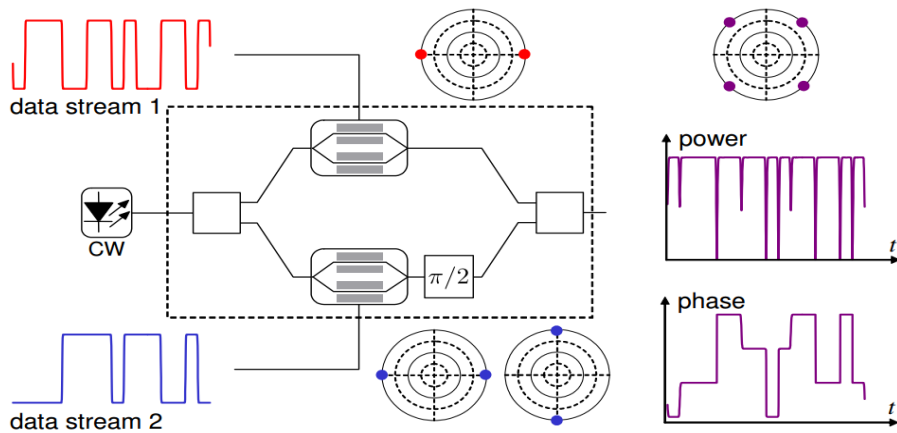 data stream 1
power
t
CW
π/2
phase
t
data stream 2